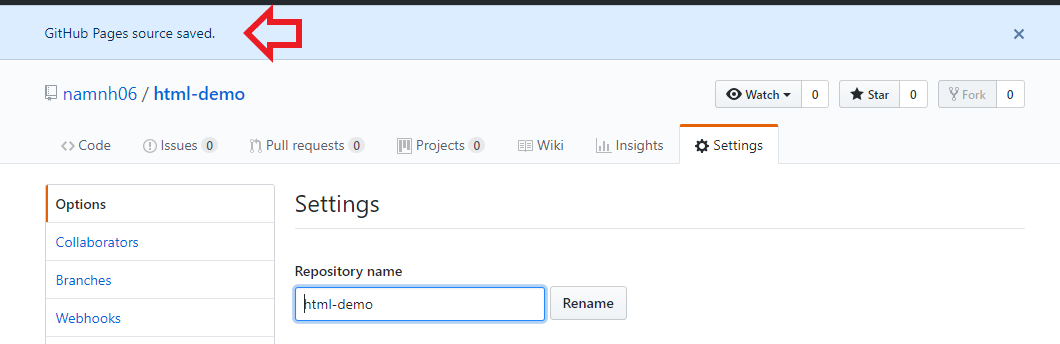 GitHub Pages source saved.
namnh06 / html-demo
Watch 0 Star 0 Fork 0
Code Issues 0 Pull requests 0 Projects 0 Wiki Insights Settings
Options
Collaborators
Branches
Webhooks
Settings
Repository name
html-demo Rename